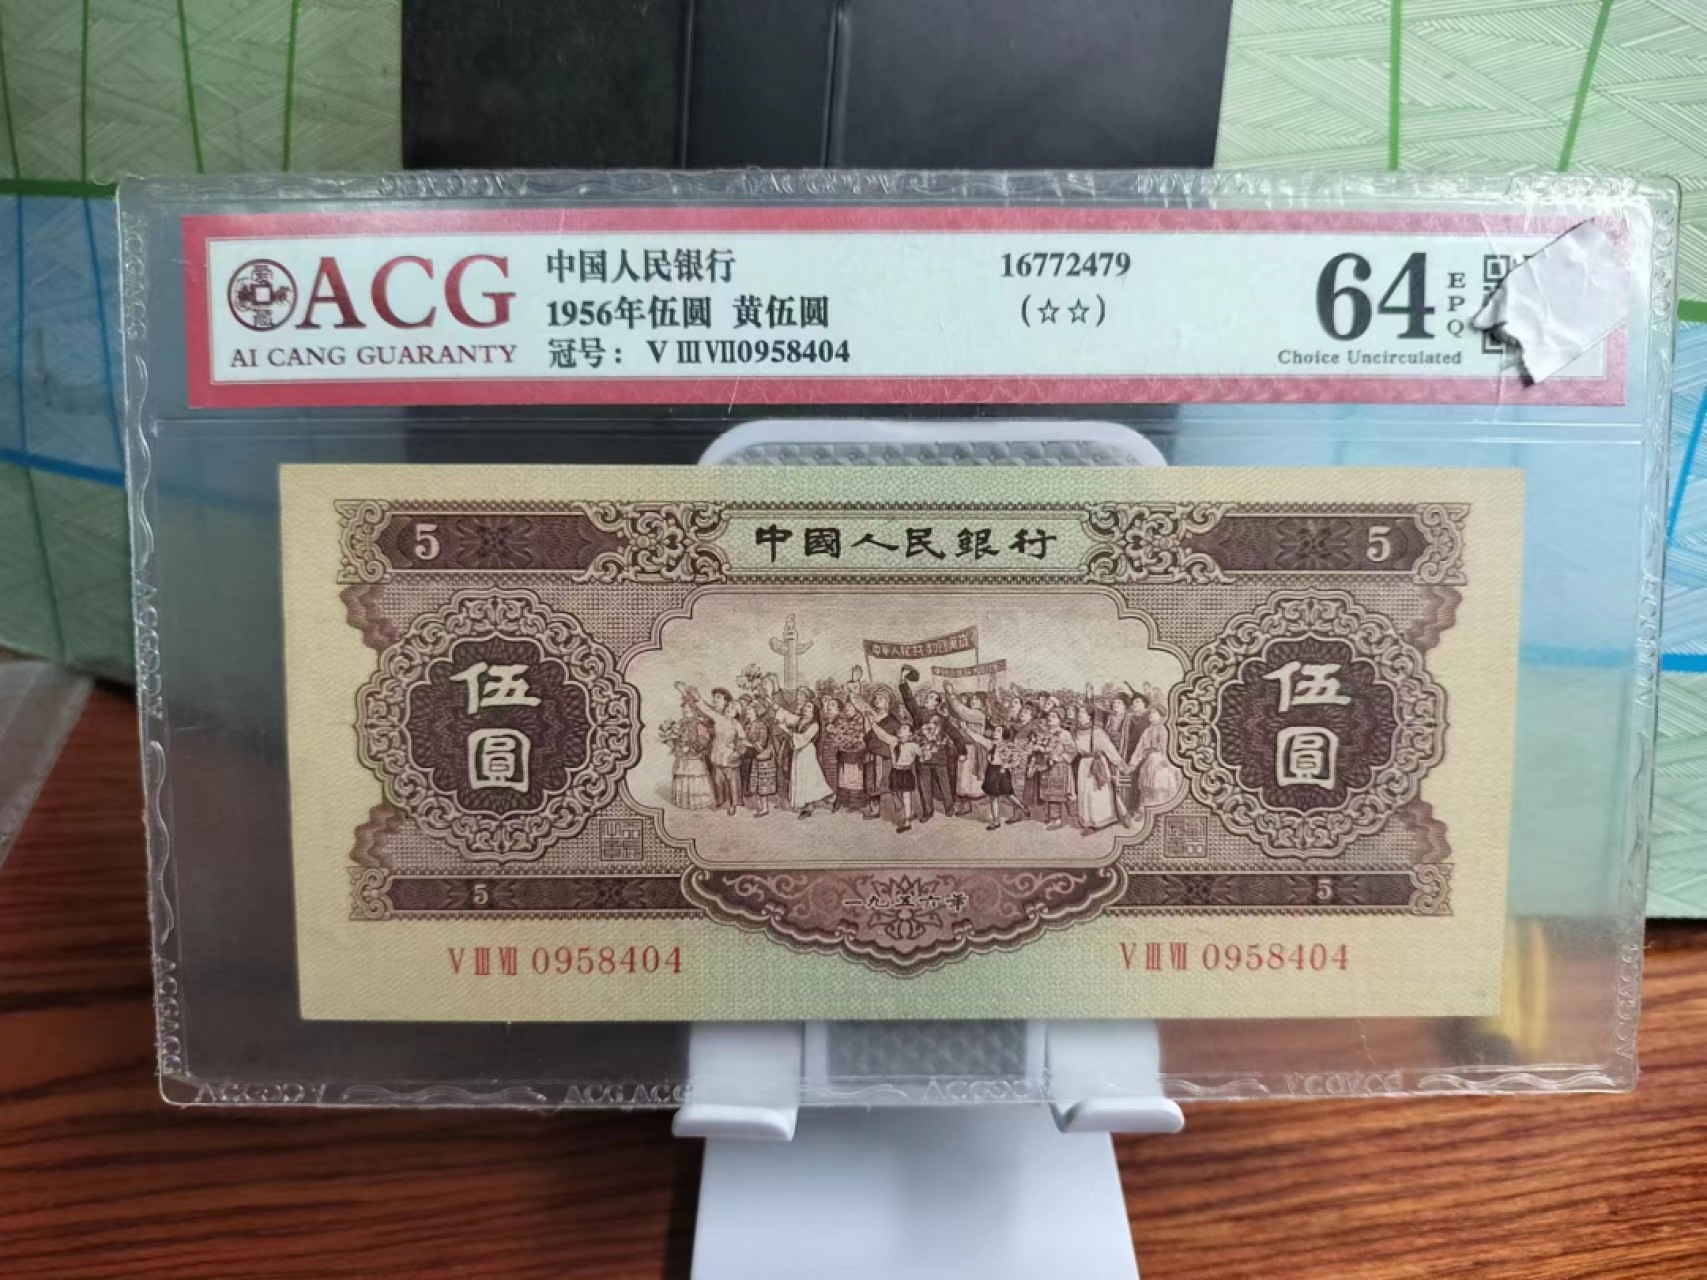 ACG
AI CANG GUARANTY
中国人民银行
1956年伍圆 黄伍圆
冠号: V III VII0958404
16772479
(☆☆)
64
EPQ
Choice Uncirculated
5
中國人民銀行
5
伍圓
伍圓
5
一九五六年
5
V III VII 0958404
V III VII 0958404